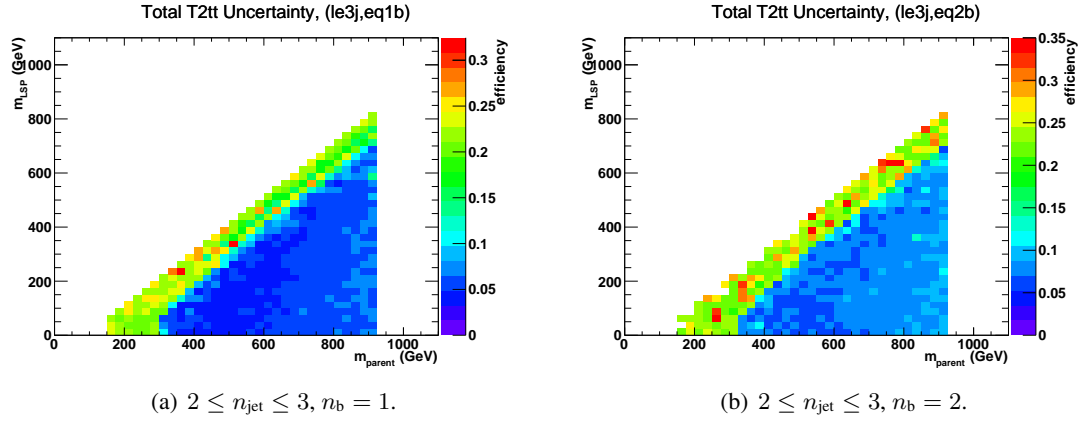 Total T2tt Uncertainty, (le3j,eq1b)
m_LSP (GeV)
1000
800
600
400
200
0
0 200 400 600 800 1000
m_parent (GeV)
0.3
0.25
0.2
0.15
0.1
0.05
0
efficiency
(a) 2 ≤ n_jet ≤ 3, n_b = 1.
Total T2tt Uncertainty, (le3j,eq2b)
m_LSP (GeV)
1000
800
600
400
200
0
0 200 400 600 800 1000
m_parent (GeV)
0.35
0.3
0.25
0.2
0.15
0.1
0.05
0
efficiency
(b) 2 ≤ n_jet ≤ 3, n_b = 2.